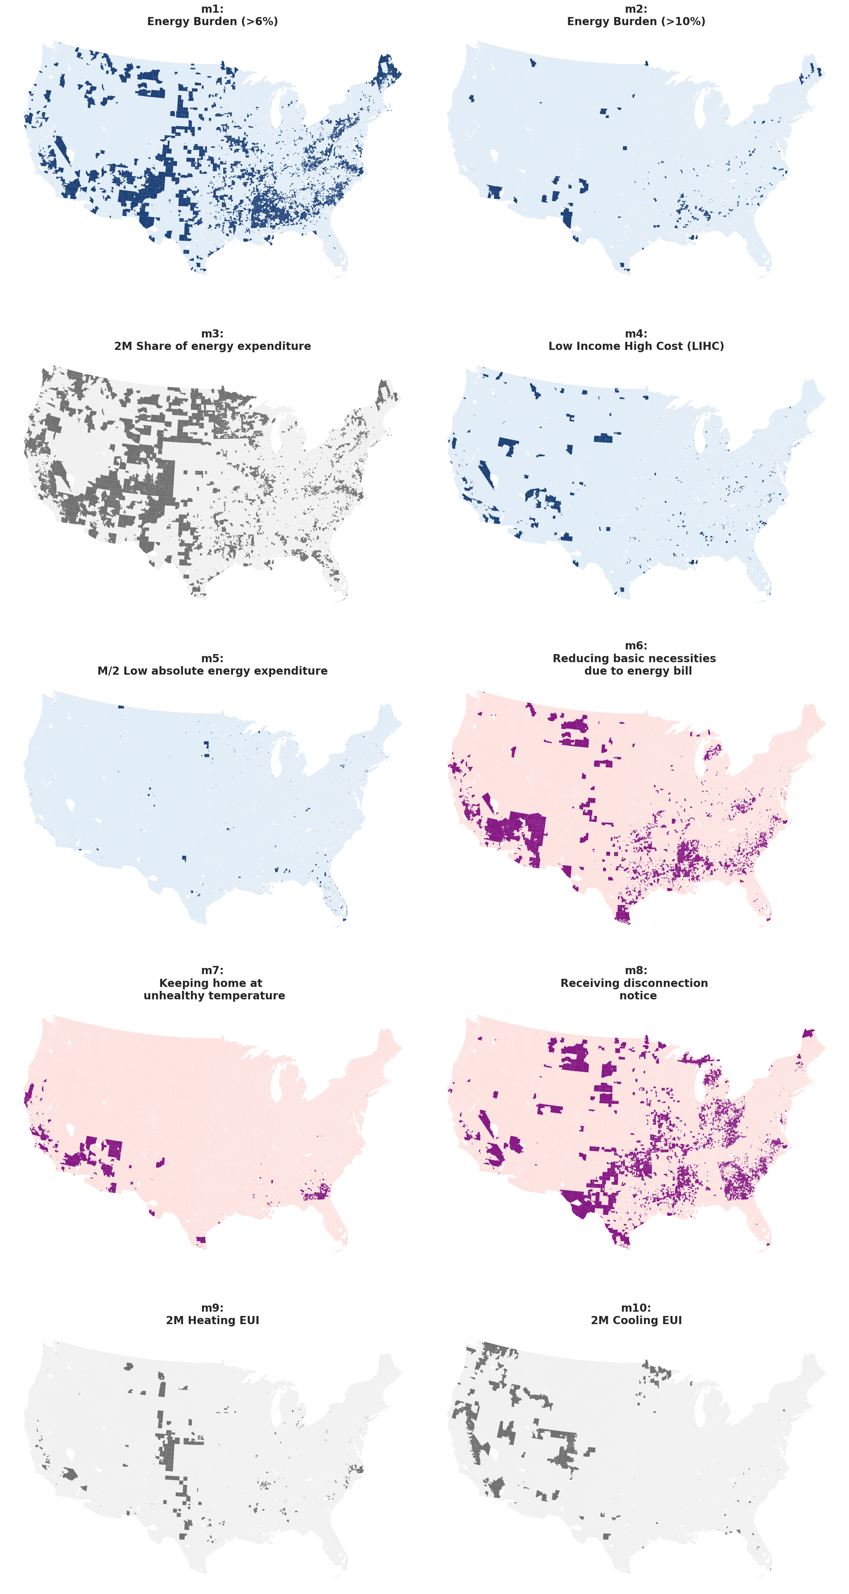 m1:
Energy Burden (>6%)
m2:
Energy Burden (>10%)
m3:
2M Share of energy expenditure
m4:
Low Income High Cost (LIHC)
m5:
M/2 Low absolute energy expenditure
m6:
Reducing basic necessities
due to energy bill
m7:
Keeping home at
unhealthy temperature
m8:
Receiving disconnection
notice
m9:
2M Heating EUI
m10:
2M Cooling EUI